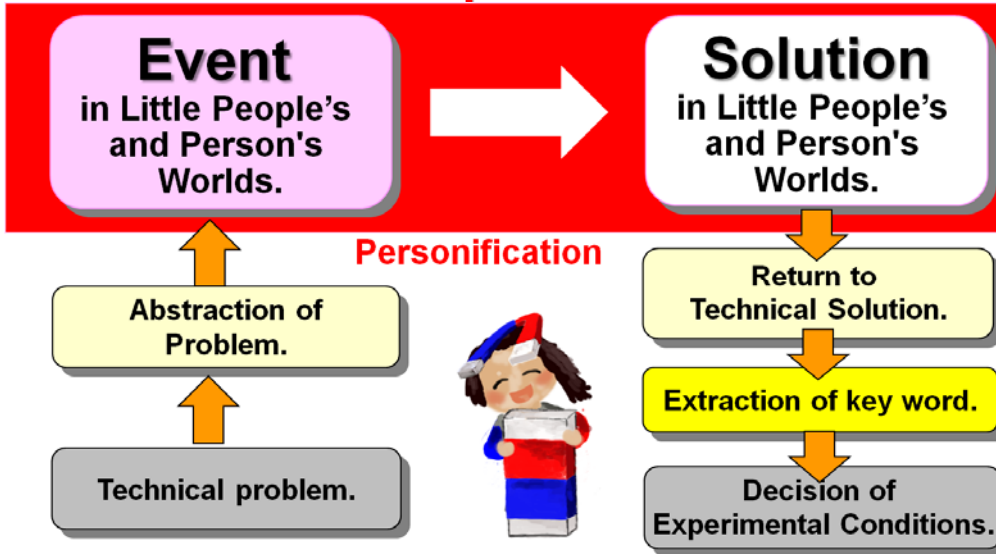 Event
in Little People's
and Person's
Worlds.
Solution
in Little People's
and Person's
Worlds.
Personification
Abstraction of
Problem.
Technical problem.
Return to
Technical Solution.
Extraction of key word.
Decision of
Experimental Conditions.